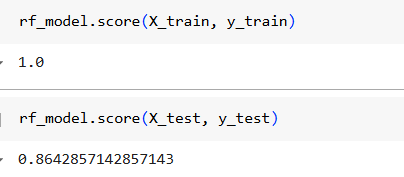 rf_model.score(X_train, y_train)
1.0
rf_model.score(X_test, y_test)
0.8642857142857143